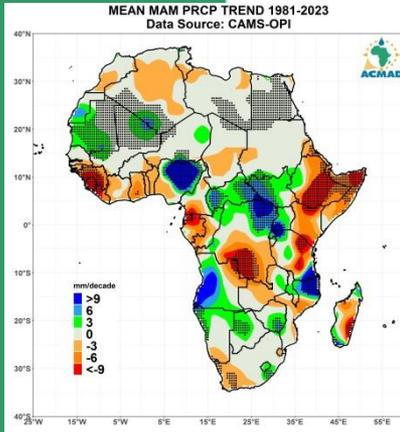 MEAN MAM PRCP TREND 1981-2023
Data Source: CAMS-OPI
ACMAD
40°N
30°N
20°N
10°N
0°
10°S
20°S
30°S
40°S
mm/decade
>9
6
3
0
-3
-6
<-9
25°W
15°W
5°W
5°E
15°E
25°E
35°E
45°E
55°E